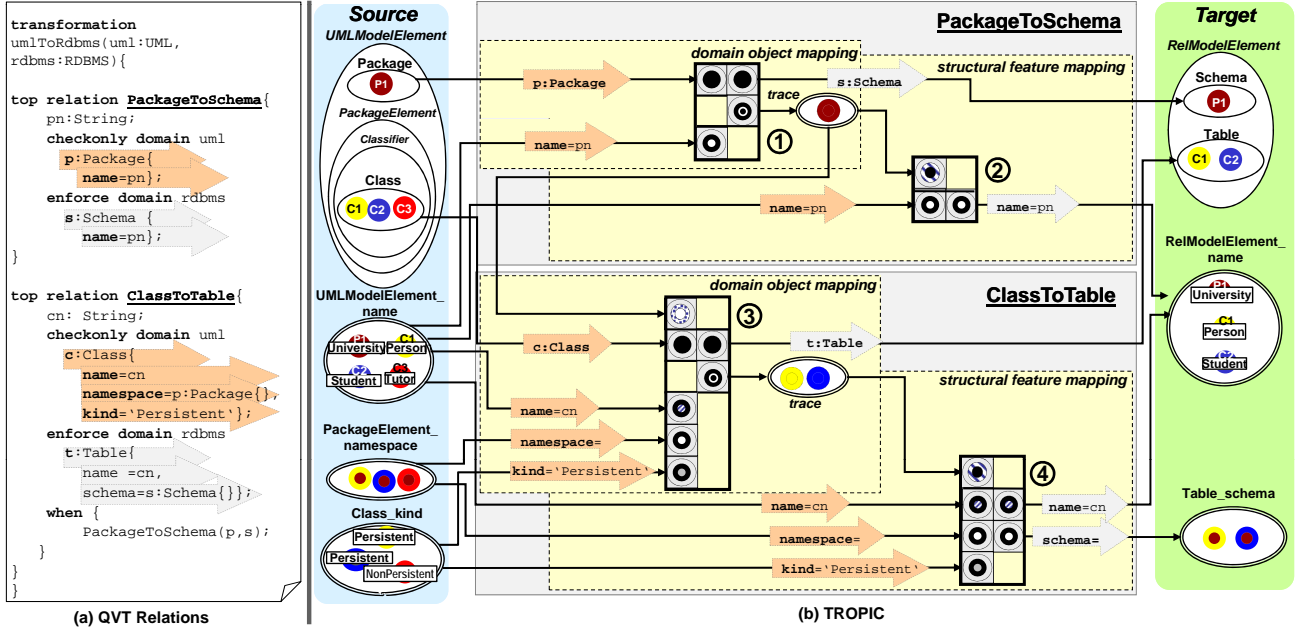 transformation
umlToRdbms(uml:UML,
rdbms:RDBMS){
top relation PackageToSchema{
pn:String;
checkonly domain uml
p:Package{
name=pn};
enforce domain rdbms
s:Schema {
name=pn};
}
top relation ClassToTable{
cn: String;
checkonly domain uml
c:Class{
name=cn
namespace=p:Package{},
kind='Persistent'};
enforce domain rdbms
t:Table{
name =cn,
schema=s:Schema{}};
when {
PackageToSchema(p,s);
}
}
}
(a) QVT Relations
Source
UMLModelElement
Package
P1
PackageElement
Classifier
Class
C1 C2 C3
UMLModelElement_
name
P1 C1
University Person
C2 C3
Student Tutor
PackageElement_
namespace
Class_kind
Persistent
Persistent
NonPersistent
PackageToSchema
domain object mapping
structural feature mapping
p:Package
s:Schema
trace
name=pn
1
2
name=pn
name=pn
ClassToTable
domain object mapping
3
c:Class
t:Table
structural feature mapping
trace
name=cn
namespace=
kind='Persistent'
4
name=cn
name=cn
namespace=
schema=
kind='Persistent'
(b) TROPIC
Target
RelModelElement
Schema
P1
Table
C1 C2
RelModelElement_
name
P1
University
C1
Person
C2
Student
Table_schema